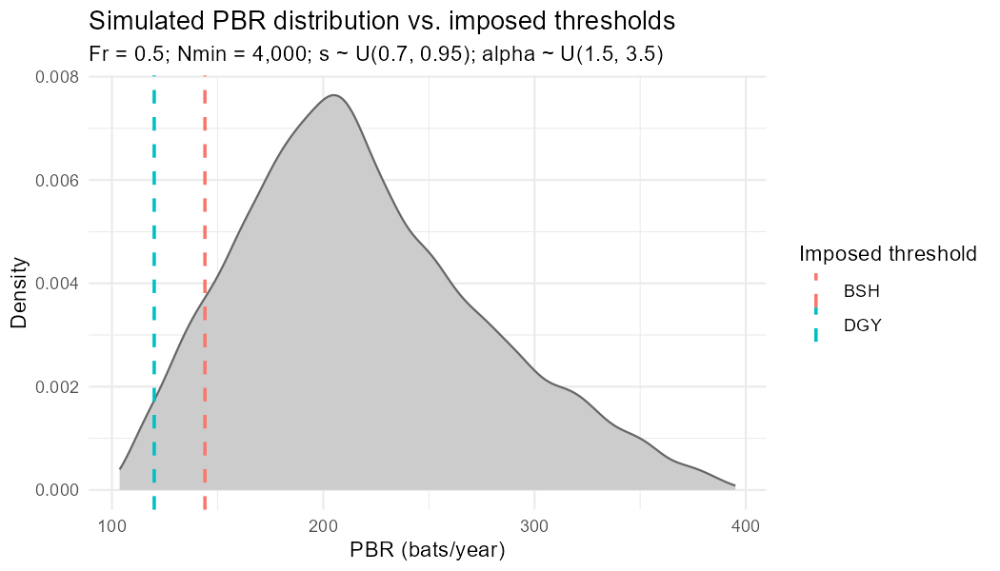 Simulated PBR distribution vs. imposed thresholds
Fr = 0.5; Nmin = 4,000; s ~ U(0.7, 0.95); alpha ~ U(1.5, 3.5)
0.008
0.006
0.004
0.002
0.000
Density
100 200 300 400
PBR (bats/year)
Imposed threshold
BSH
DGY